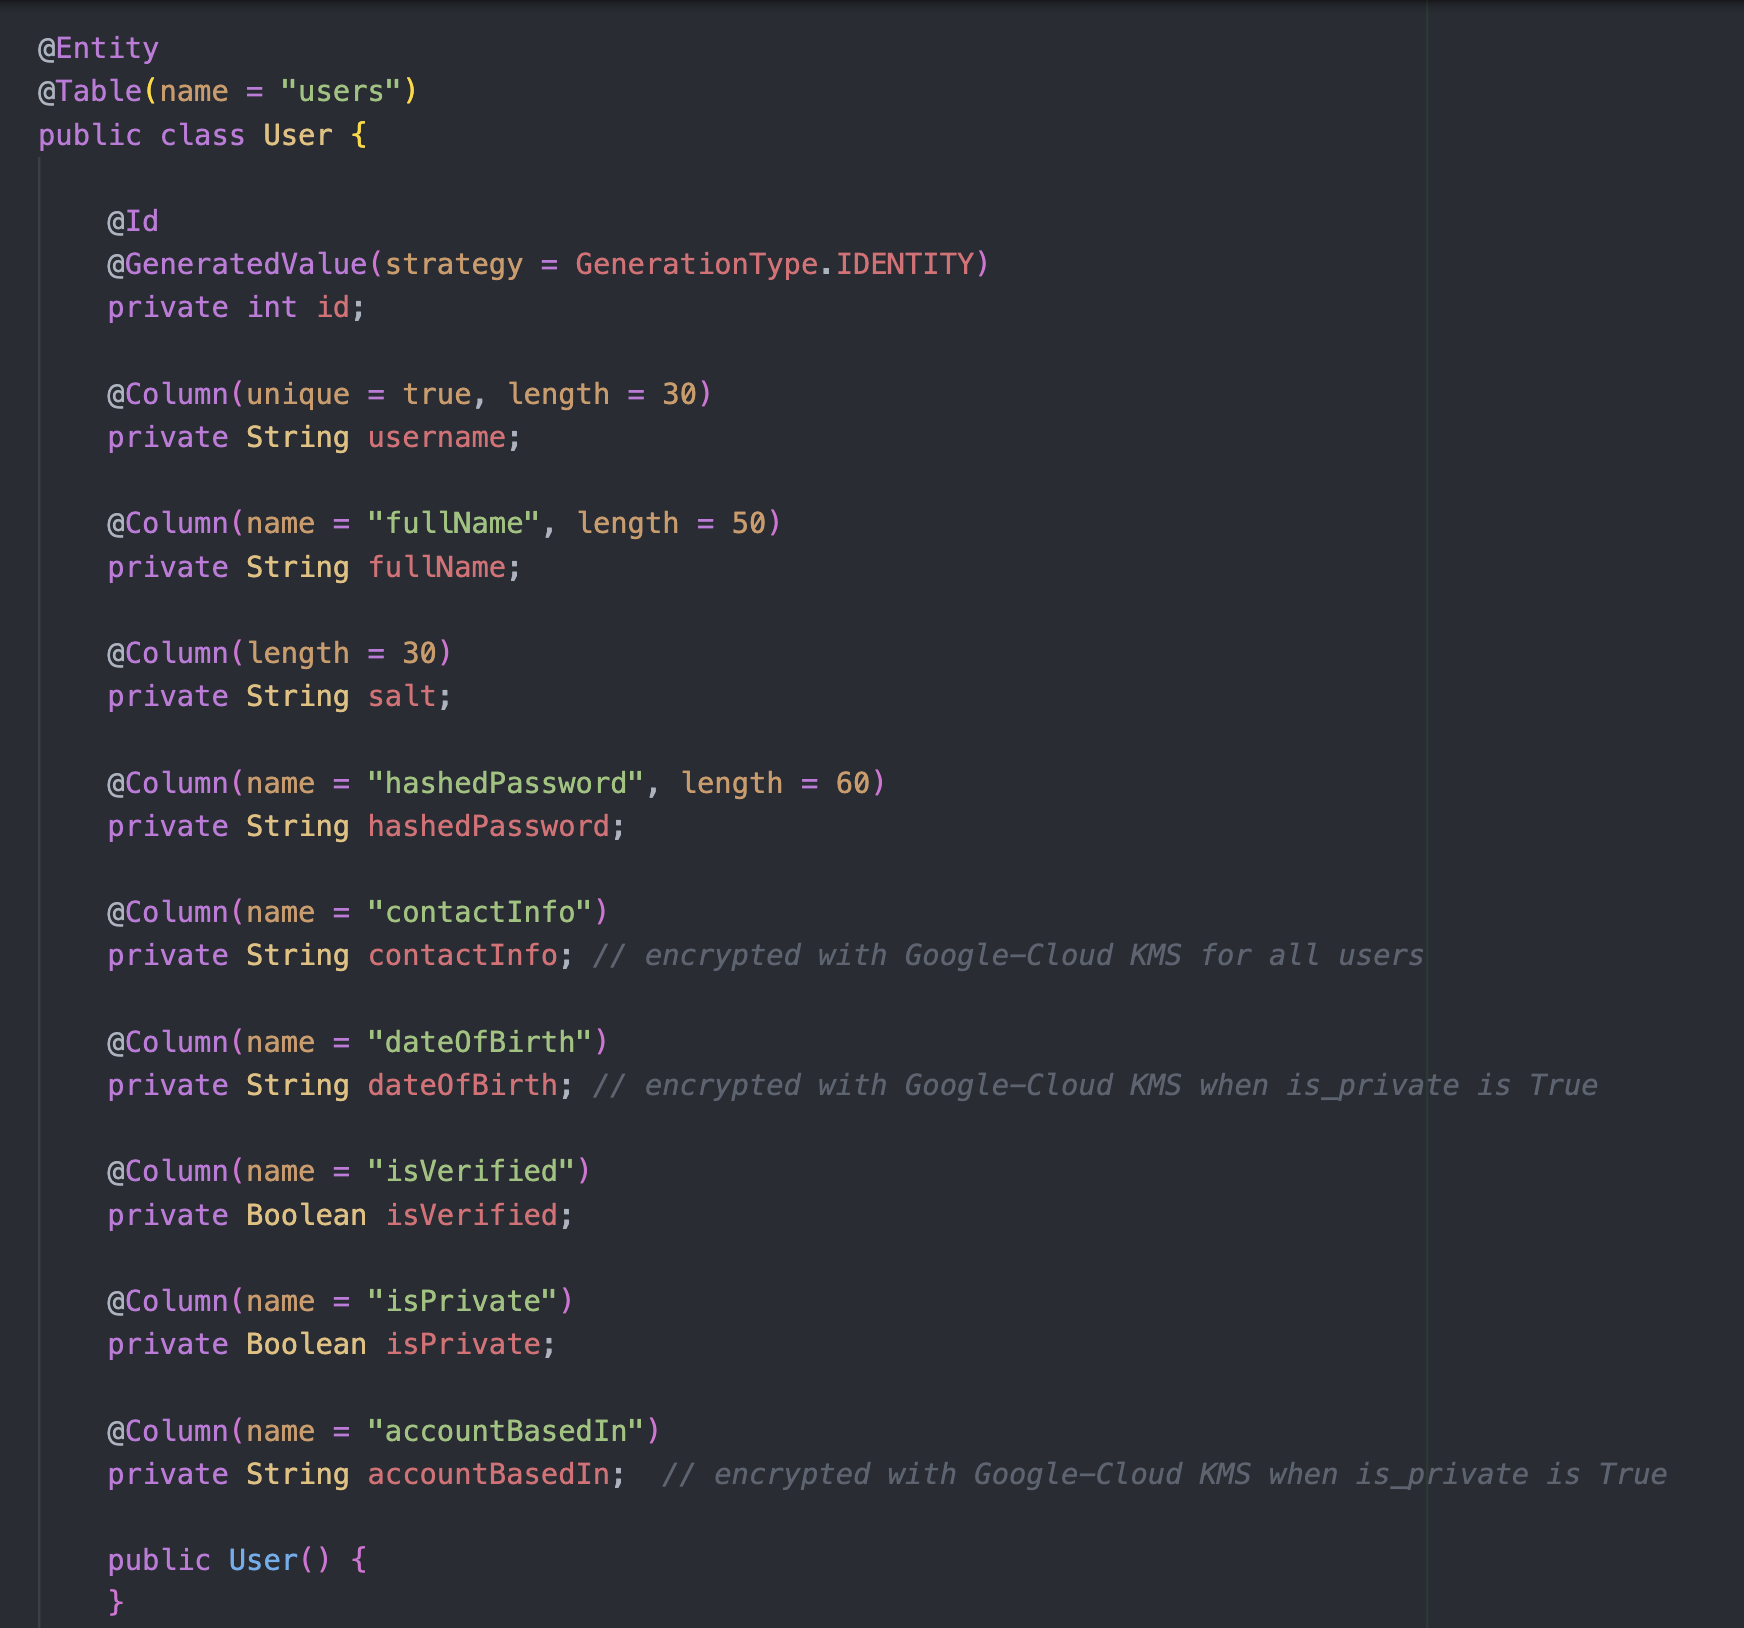 @Entity
@Table(name = "users")
public class User {
@Id
@GeneratedValue(strategy = GenerationType.IDENTITY)
private int id;
@Column(unique = true, length = 30)
private String username;
@Column(name = "fullName", length = 50)
private String fullName;
@Column(length = 30)
private String salt;
@Column(name = "hashedPassword", length = 60)
private String hashedPassword;
@Column(name = "contactInfo")
private String contactInfo; // encrypted with Google-Cloud KMS for all users
@Column(name = "dateOfBirth")
private String dateOfBirth; // encrypted with Google-Cloud KMS when is_private is True
@Column(name = "isVerified")
private Boolean isVerified;
@Column(name = "isPrivate")
private Boolean isPrivate;
@Column(name = "accountBasedIn")
private String accountBasedIn;  // encrypted with Google-Cloud KMS when is_private is True
public User() {
}